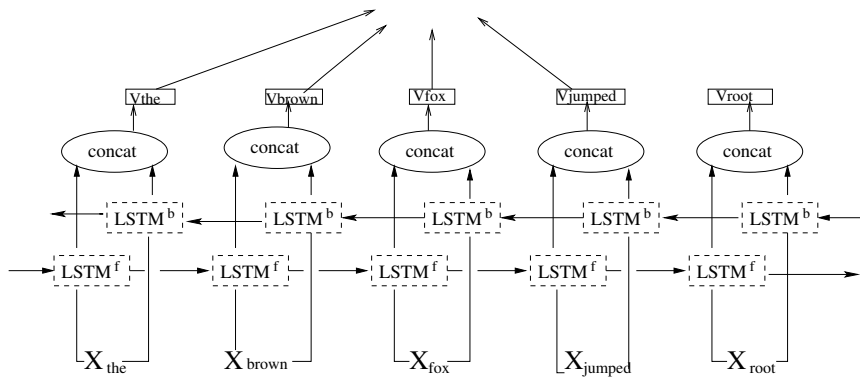 Vthe Vbrown Vfox Vjumped Vroot
concat concat concat concat concat
LSTM b LSTM b LSTM b LSTM b LSTM b
LSTM f LSTM f LSTM f LSTM f LSTM f
X the X brown X fox X jumped X root